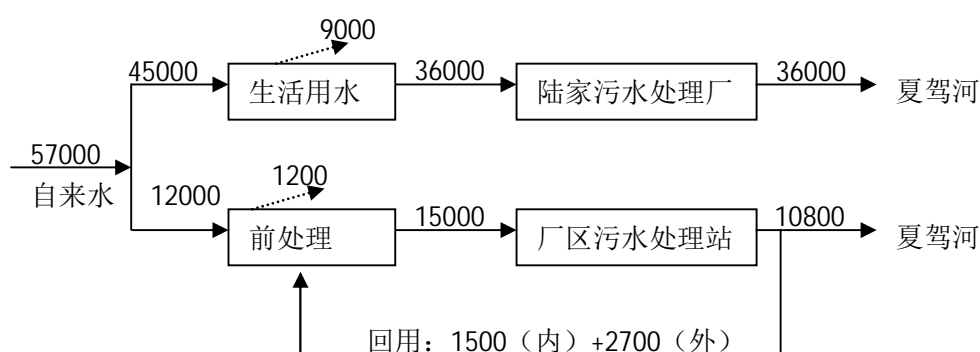 9000
45000
生活用水
36000
陆家污水处理厂
36000
夏驾河
57000
自来水
12000
1200
前处理
15000
厂区污水处理站
10800
夏驾河
回用：1500（内）+2700（外）